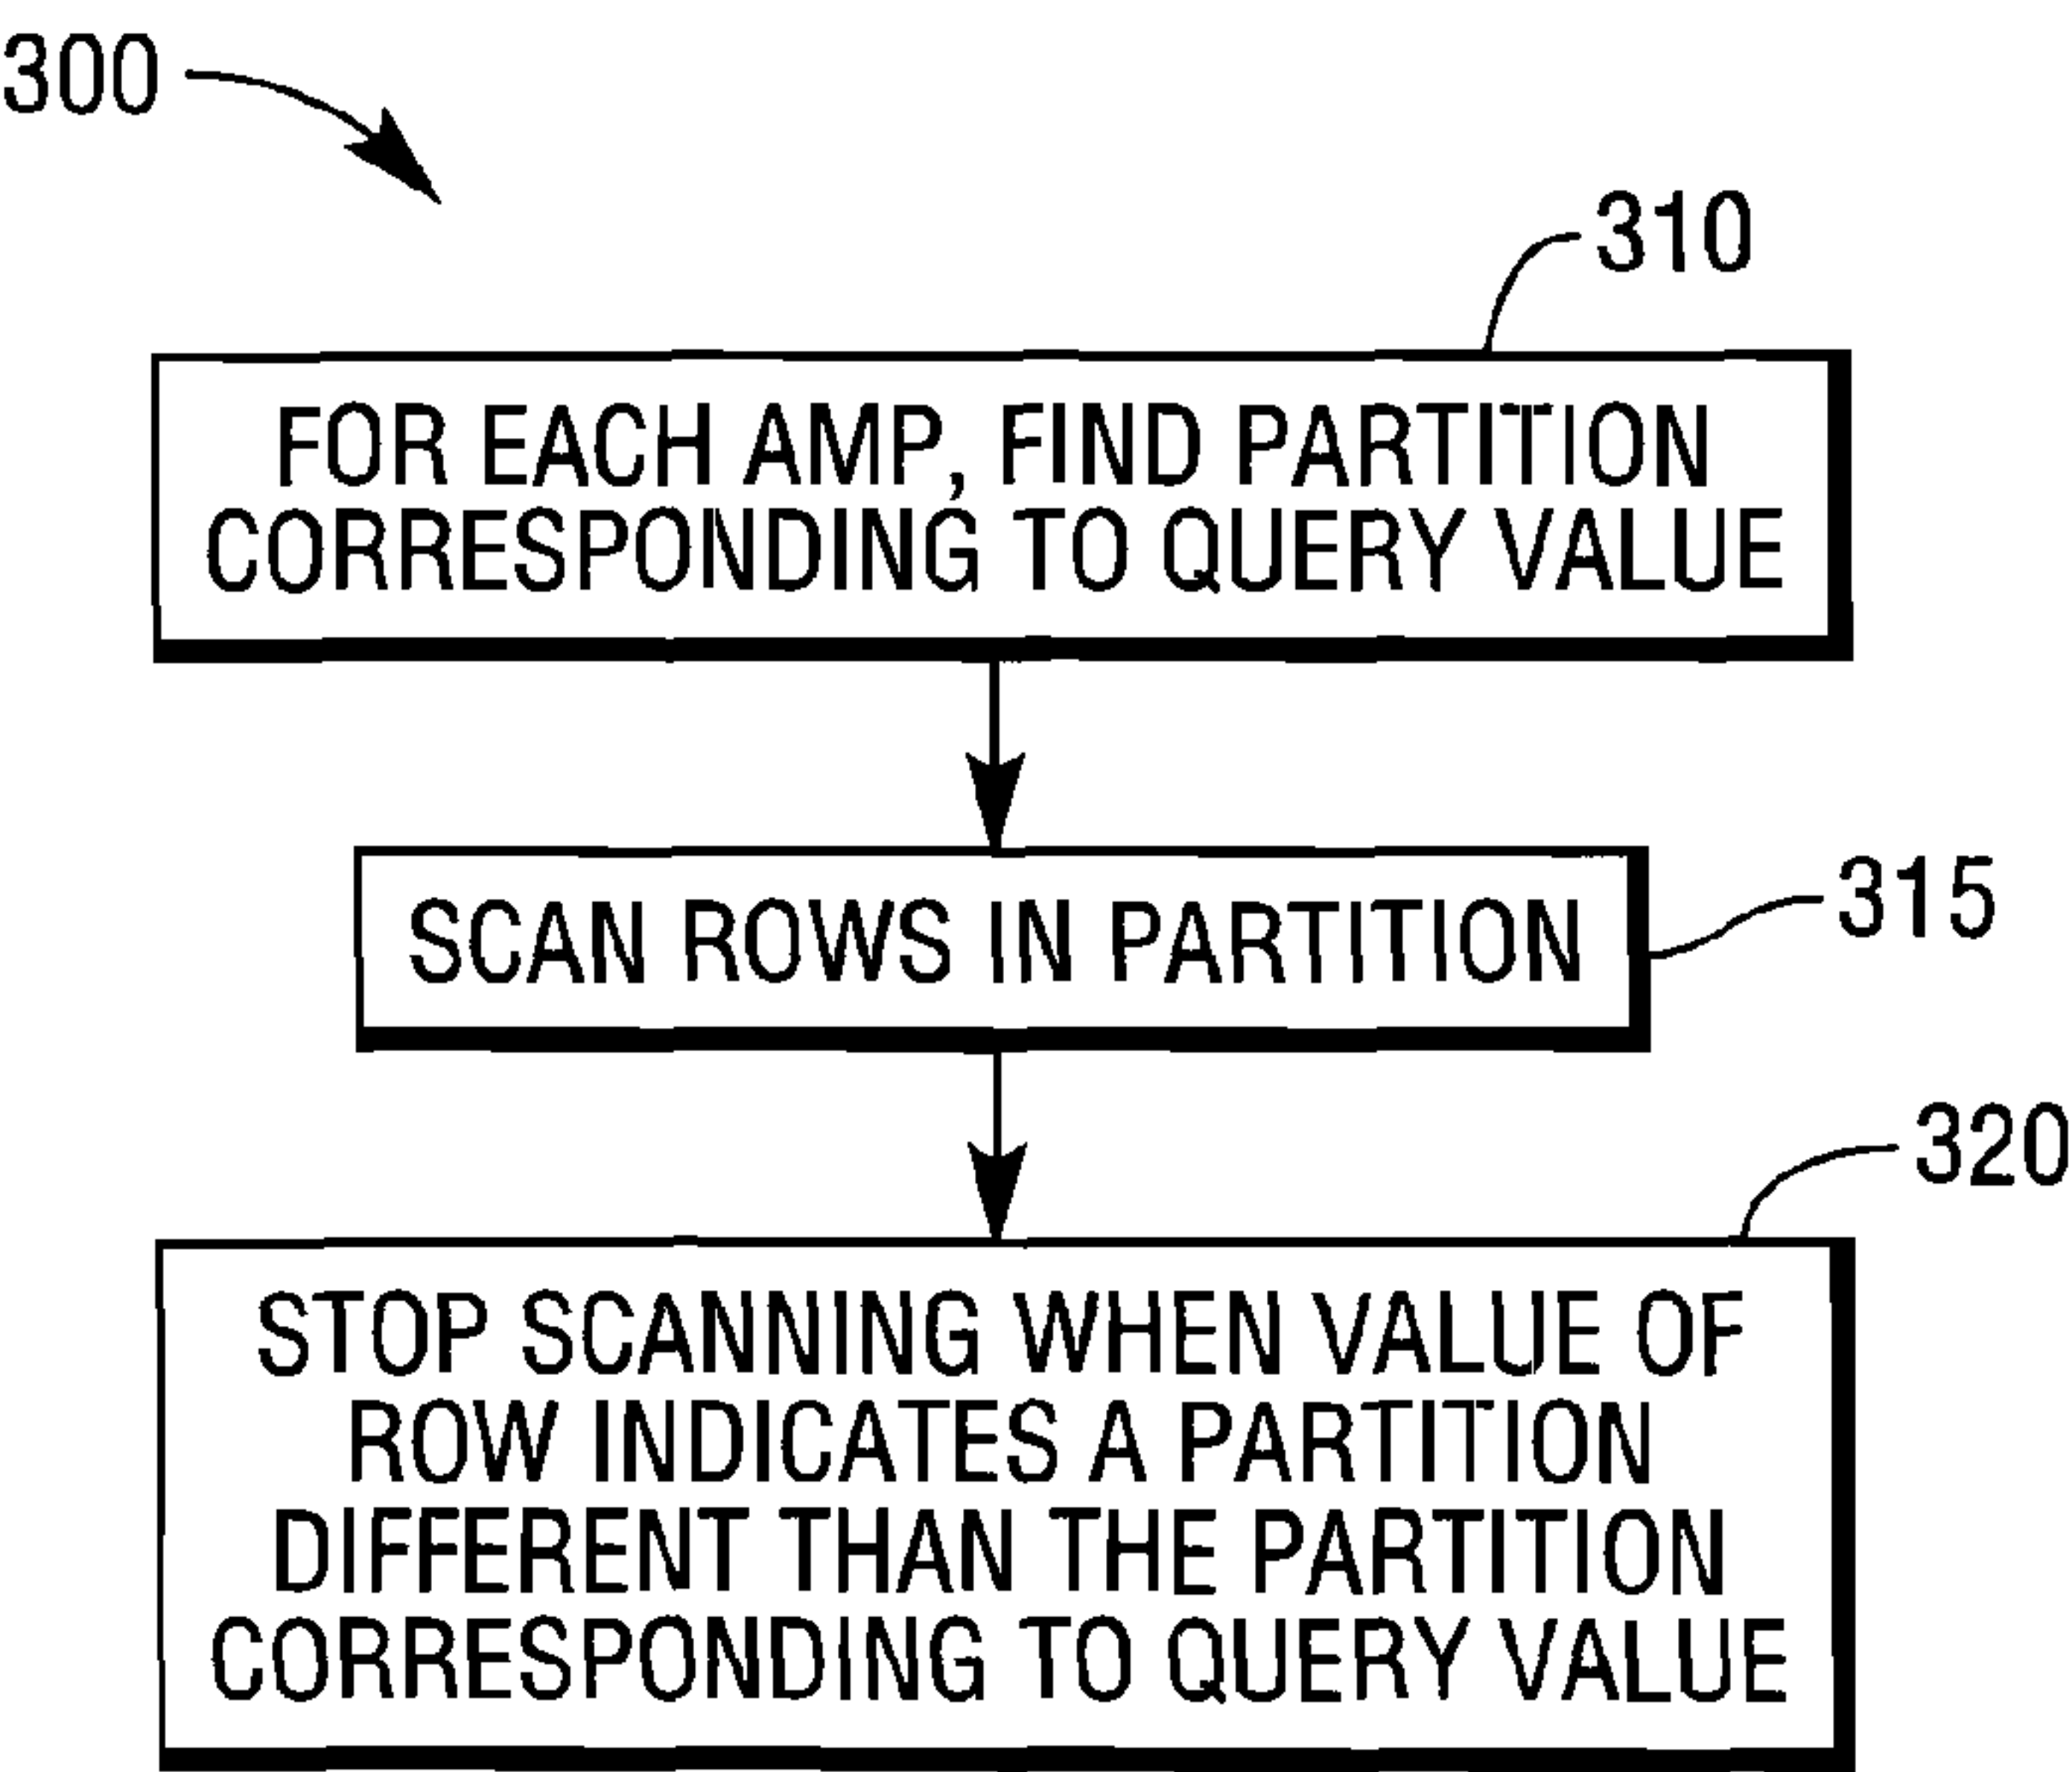 300
310
FOR EACH AMP, FIND PARTITION
CORRESPONDING TO QUERY VALUE
SCAN ROWS IN PARTITION
315
320
STOP SCANNING WHEN VALUE OF
ROW INDICATES A PARTITION
DIFFERENT THAN THE PARTITION
CORRESPONDING TO QUERY VALUE